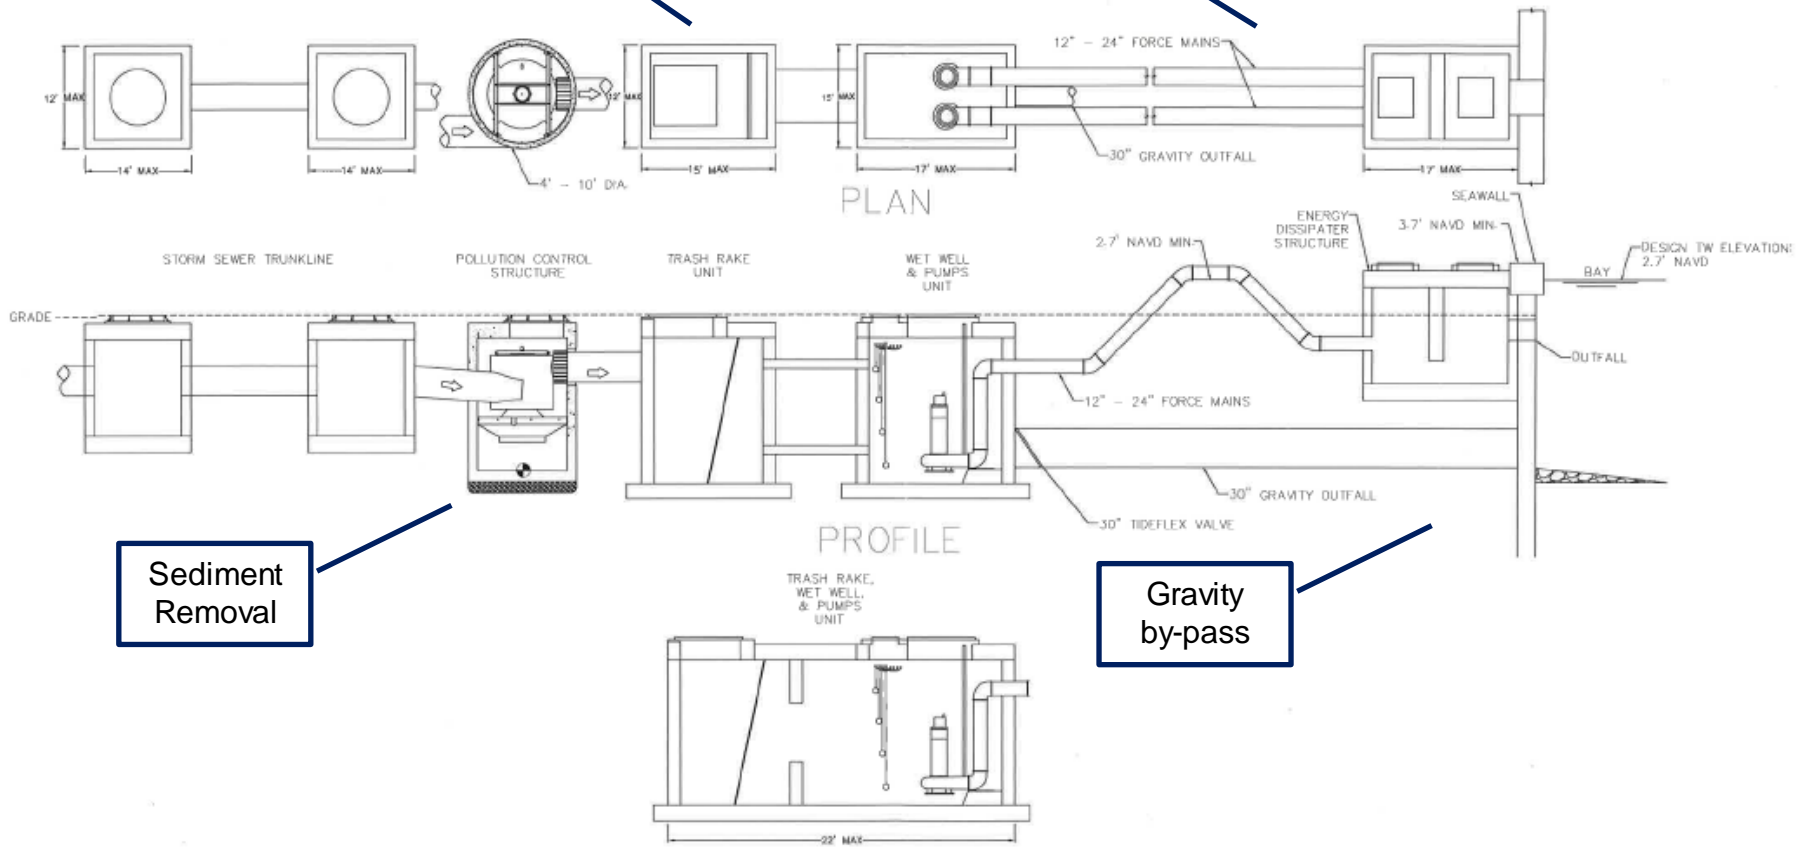 12" - 24" FORCE MAINS
12' MAX
12' MAX
15' MAX
30" GRAVITY OUTFALL
14' MAX
14' MAX
4' - 10' DIA.
15' MAX
17' MAX
17' MAX
PLAN
SEAWALL
ENERGY
DISSIPATER
STRUCTURE
3.7' NAVD MIN.
2.7' NAVD MIN.
DESIGN TW ELEVATION:
2.7' NAVD
STORM SEWER TRUNKLINE
POLLUTION CONTROL
STRUCTURE
TRASH RAKE
UNIT
WET WELL
& PUMPS
UNIT
BAY
GRADE
OUTFALL
12" - 24" FORCE MAINS
30" GRAVITY OUTFALL
30" TIDEFLEX VALVE
PROFILE
Sediment
Removal
TRASH RAKE,
WET WELL,
& PUMPS
UNIT
Gravity
by-pass
22' MAX